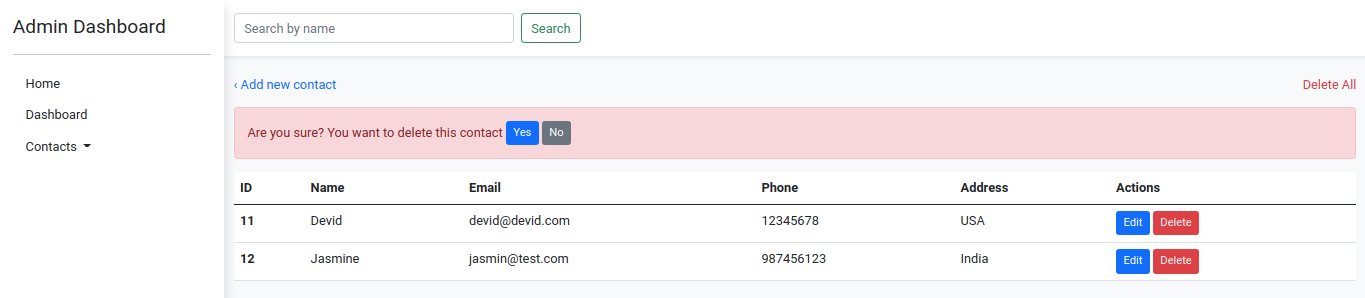 Admin Dashboard
Search by name Search
Home
Dashboard
Contacts
‹ Add new contact Delete All
Are you sure? You want to delete this contact Yes No
ID Name Email Phone Address Actions
11 Devid devid@devid.com 12345678 USA Edit Delete
12 Jasmine jasmin@test.com 987456123 India Edit Delete